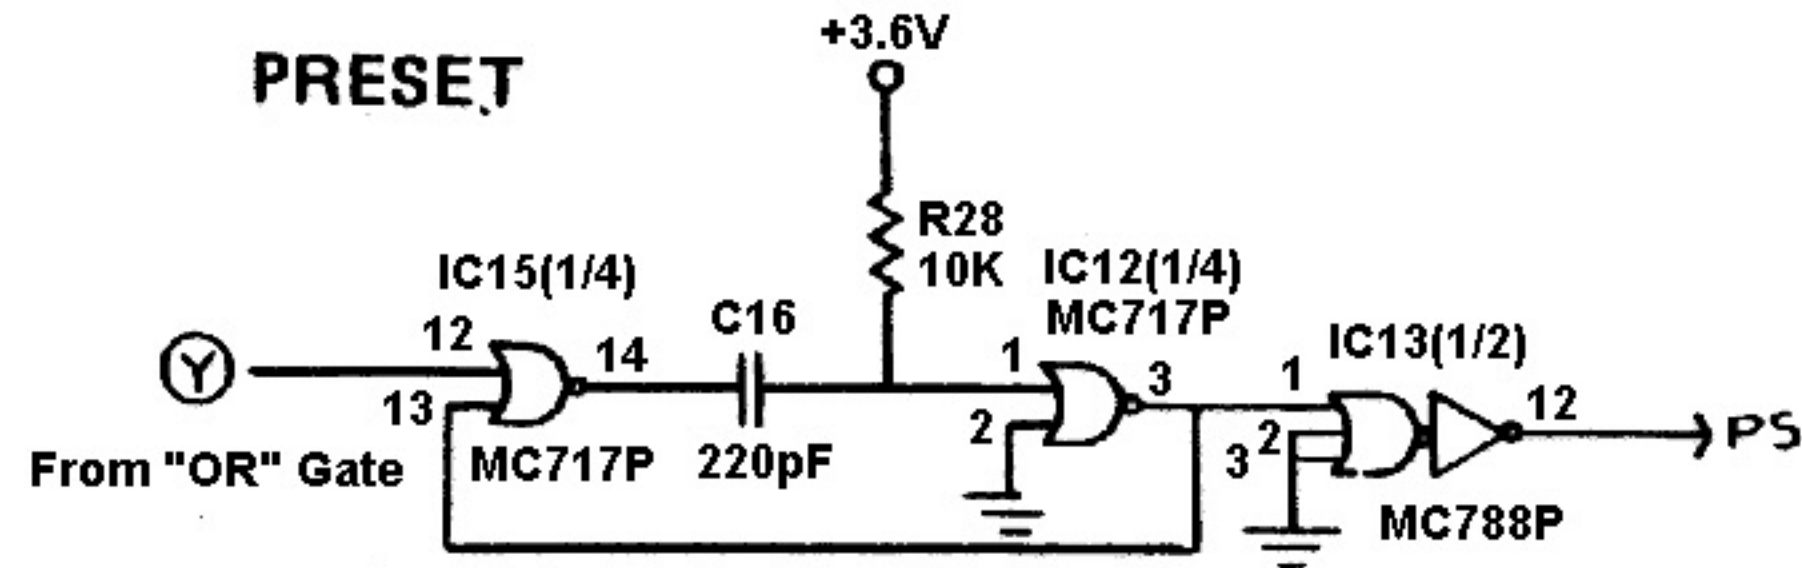 PRESET
+3.6V
R28
10K
IC15(1/4)
12
14
13
MC717P
C16
220pF
IC12(1/4)
MC717P
1
2
3
IC13(1/2)
1
2
3
12
MC788P
PS
Y
From "OR" Gate